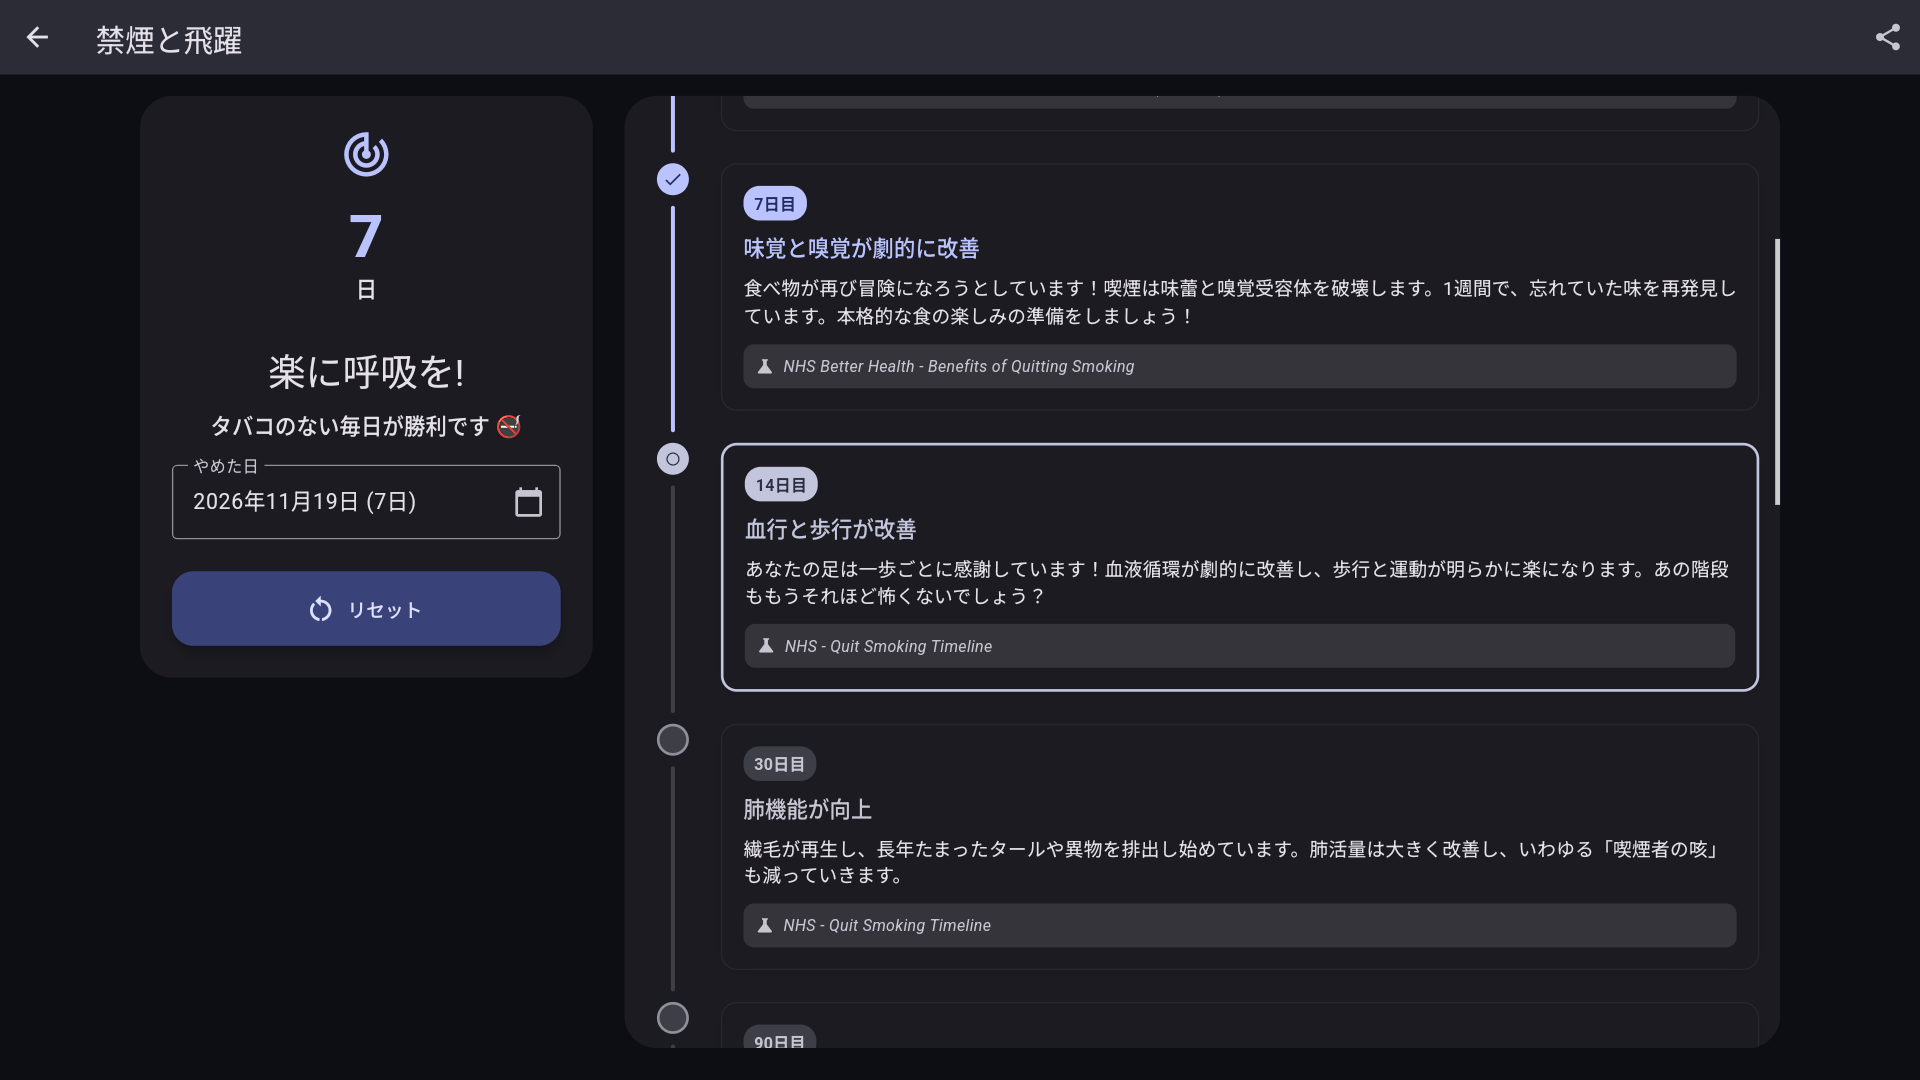 禁煙と飛躍
7
日
楽に呼吸を!
タバコのない毎日が勝利です 🚭
やめた日
2026年11月19日 (7日)
リセット
7日目
味覚と嗅覚が劇的に改善
食べ物が再び冒険になろうとしています！喫煙は味蕾と嗅覚受容体を破壊します。1週間で、忘れていた味を再発見し
ています。本格的な食の楽しみの準備をしましょう！
NHS Better Health - Benefits of Quitting Smoking
14日目
血行と歩行が改善
あなたの足は一歩ごとに感謝しています！血液循環が劇的に改善し、歩行と運動が明らかに楽になります。あの階段
ももうそれほど怖くないでしょう？
NHS - Quit Smoking Timeline
30日目
肺機能が向上
繊毛が再生し、長年たまったタールや異物を排出し始めています。肺活量は大きく改善し、いわゆる「喫煙者の咳」
も減っていきます。
NHS - Quit Smoking Timeline
90日目